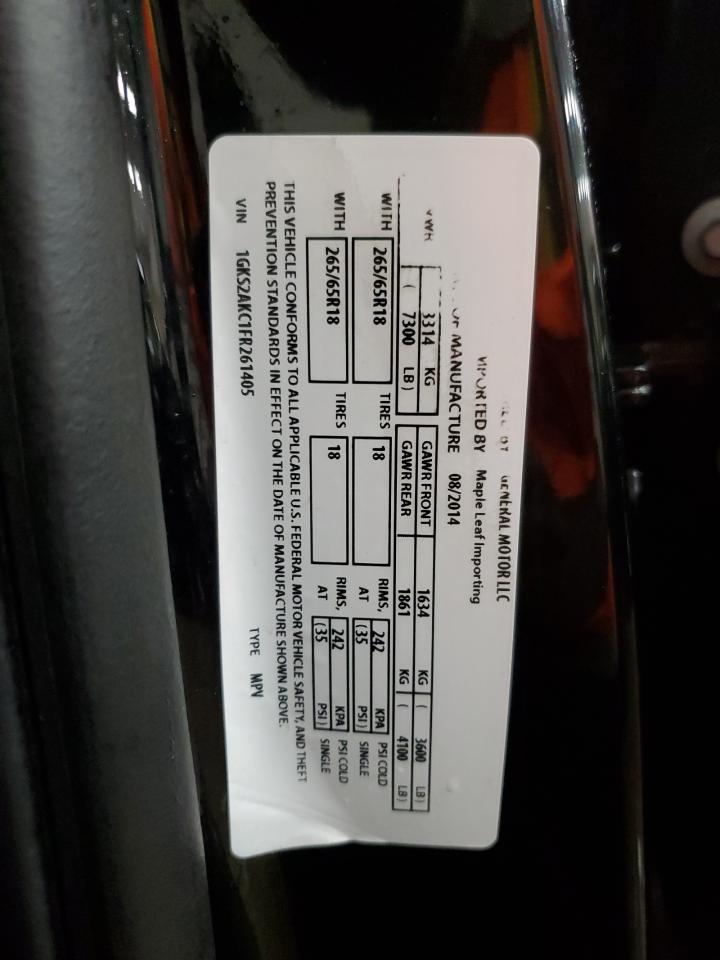 GENERAL MOTOR LLC
IMPORTED BY Maple Leaf Importing
OF MANUFACTURE 08/2014
3314 KG GAWR FRONT 1634 KG ( 3600 LB)
( 7300 LB) GAWR REAR 1861 KG ( 4100 LB)
WITH 265/65R18 TIRES 18 RIMS, 242 KPA PSI COLD
AT ((35 PSI) SINGLE
WITH 265/65R18 TIRES 18 RIMS, 242 KPA PSI COLD
AT ((35 PSI) SINGLE
THIS VEHICLE CONFORMS TO ALL APPLICABLE U.S. FEDERAL MOTOR VEHICLE SAFETY, AND THEFT
PREVENTION STANDARDS IN EFFECT ON THE DATE OF MANUFACTURE SHOWN ABOVE.
VIN 1GKS2AKC1FR261405 TYPE MPV